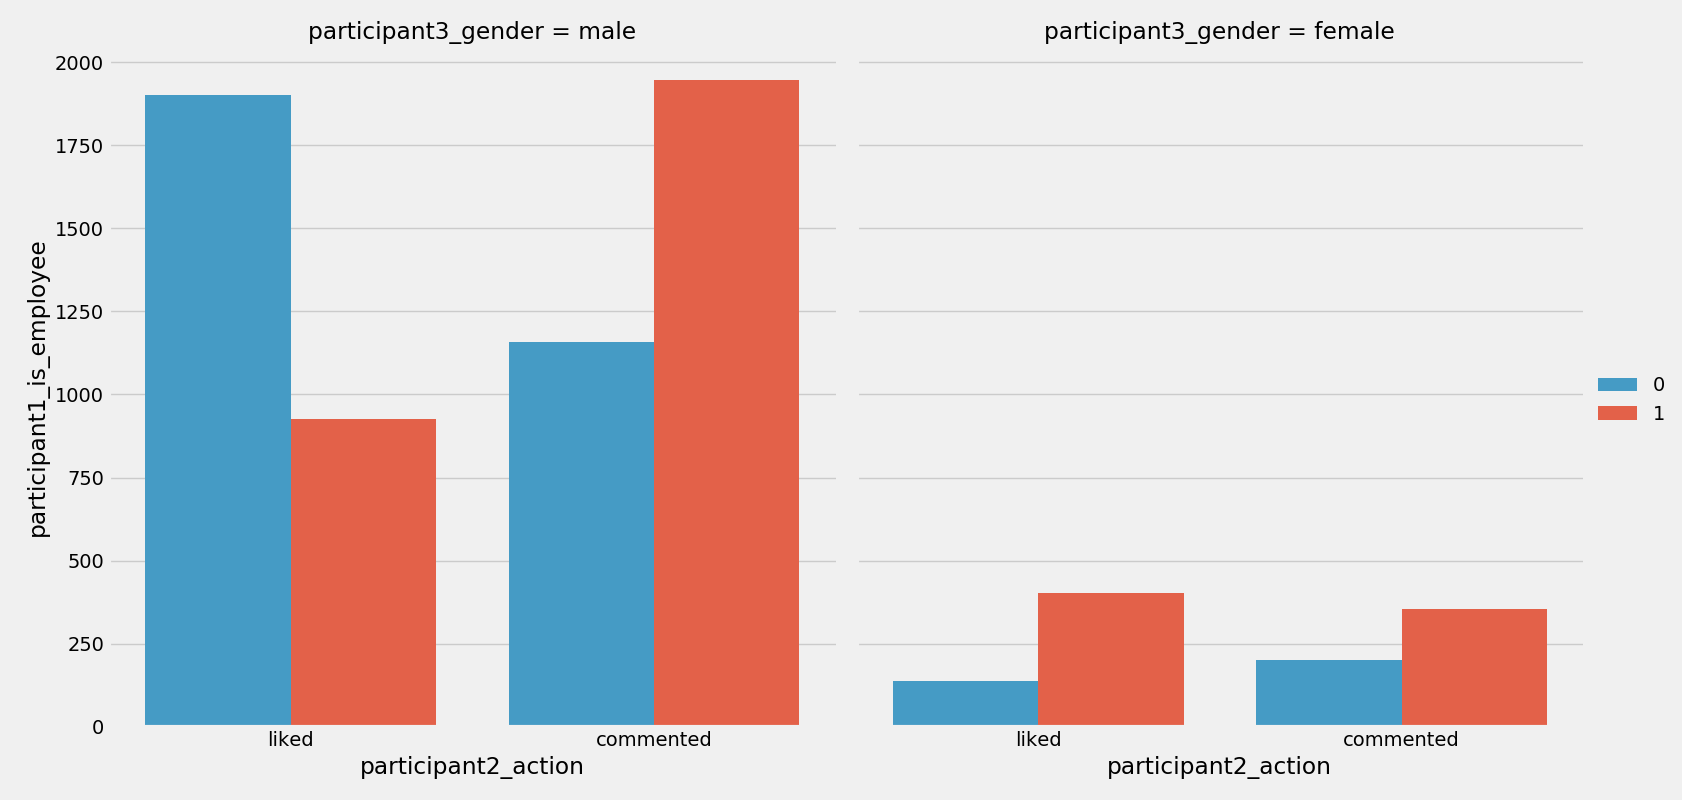 participant3_gender = male
participant3_gender = female
participant1_is_employee
2000
1750
1500
1250
1000
750
500
250
0
liked
commented
participant2_action
liked
commented
participant2_action
0
1